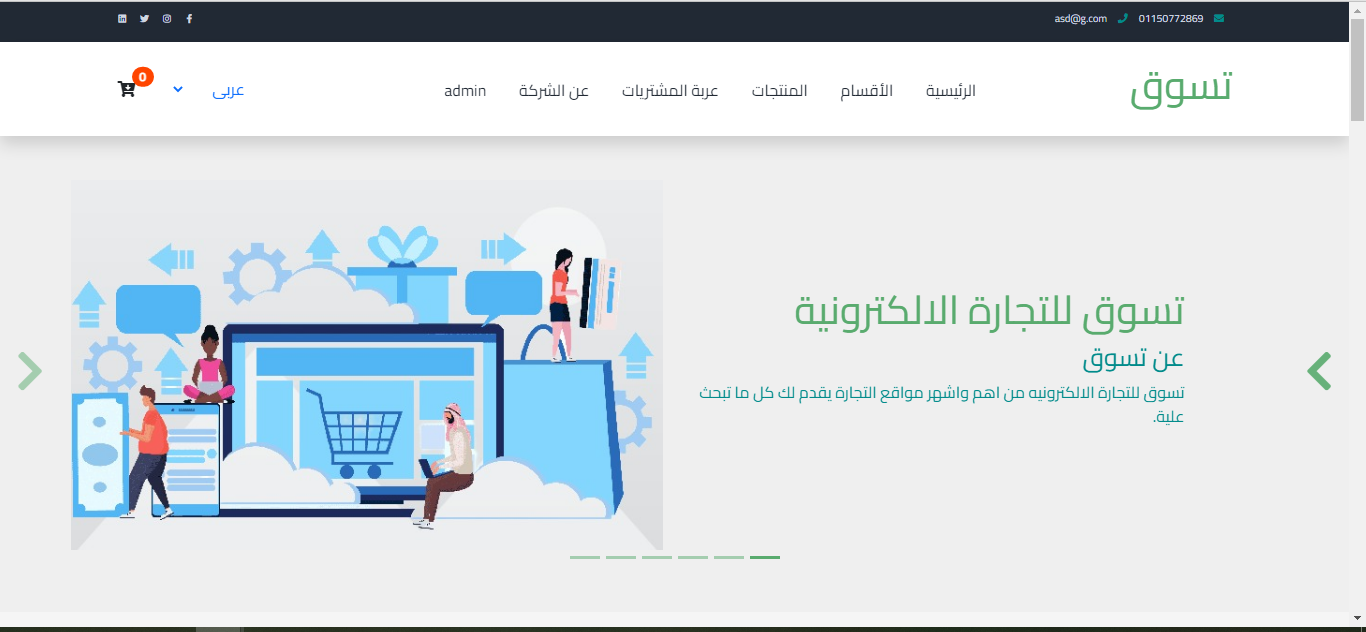 01150772869
asd@g.com
تسوق
الرئيسية
الأقسام
المنتجات
عربة المشتريات
عن الشركة
admin
عربى
0
تسوق للتجارة الالكترونية
عن تسوق
تسوق للتجارة الالكترونيه من اهم واشهر مواقع التجارة يقدم لك كل ما تبحث
علية.